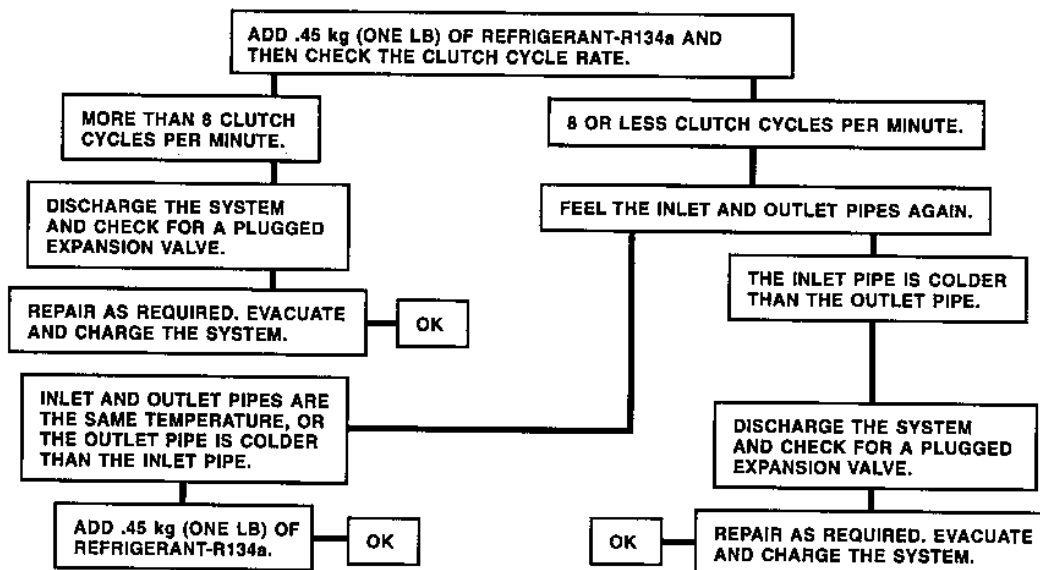 ADD .45 kg (ONE LB) OF REFRIGERANT-R134a AND
THEN CHECK THE CLUTCH CYCLE RATE.
MORE THAN 8 CLUTCH
CYCLES PER MINUTE.
8 OR LESS CLUTCH CYCLES PER MINUTE.
DISCHARGE THE SYSTEM
AND CHECK FOR A PLUGGED
EXPANSION VALVE.
FEEL THE INLET AND OUTLET PIPES AGAIN.
REPAIR AS REQUIRED. EVACUATE
AND CHARGE THE SYSTEM.
OK
THE INLET PIPE IS COLDER
THAN THE OUTLET PIPE.
INLET AND OUTLET PIPES ARE
THE SAME TEMPERATURE, OR
THE OUTLET PIPE IS COLDER
THAN THE INLET PIPE.
DISCHARGE THE SYSTEM
AND CHECK FOR A PLUGGED
EXPANSION VALVE.
ADD .45 kg (ONE LB) OF
REFRIGERANT-R134a.
OK
OK
REPAIR AS REQUIRED. EVACUATE
AND CHARGE THE SYSTEM.